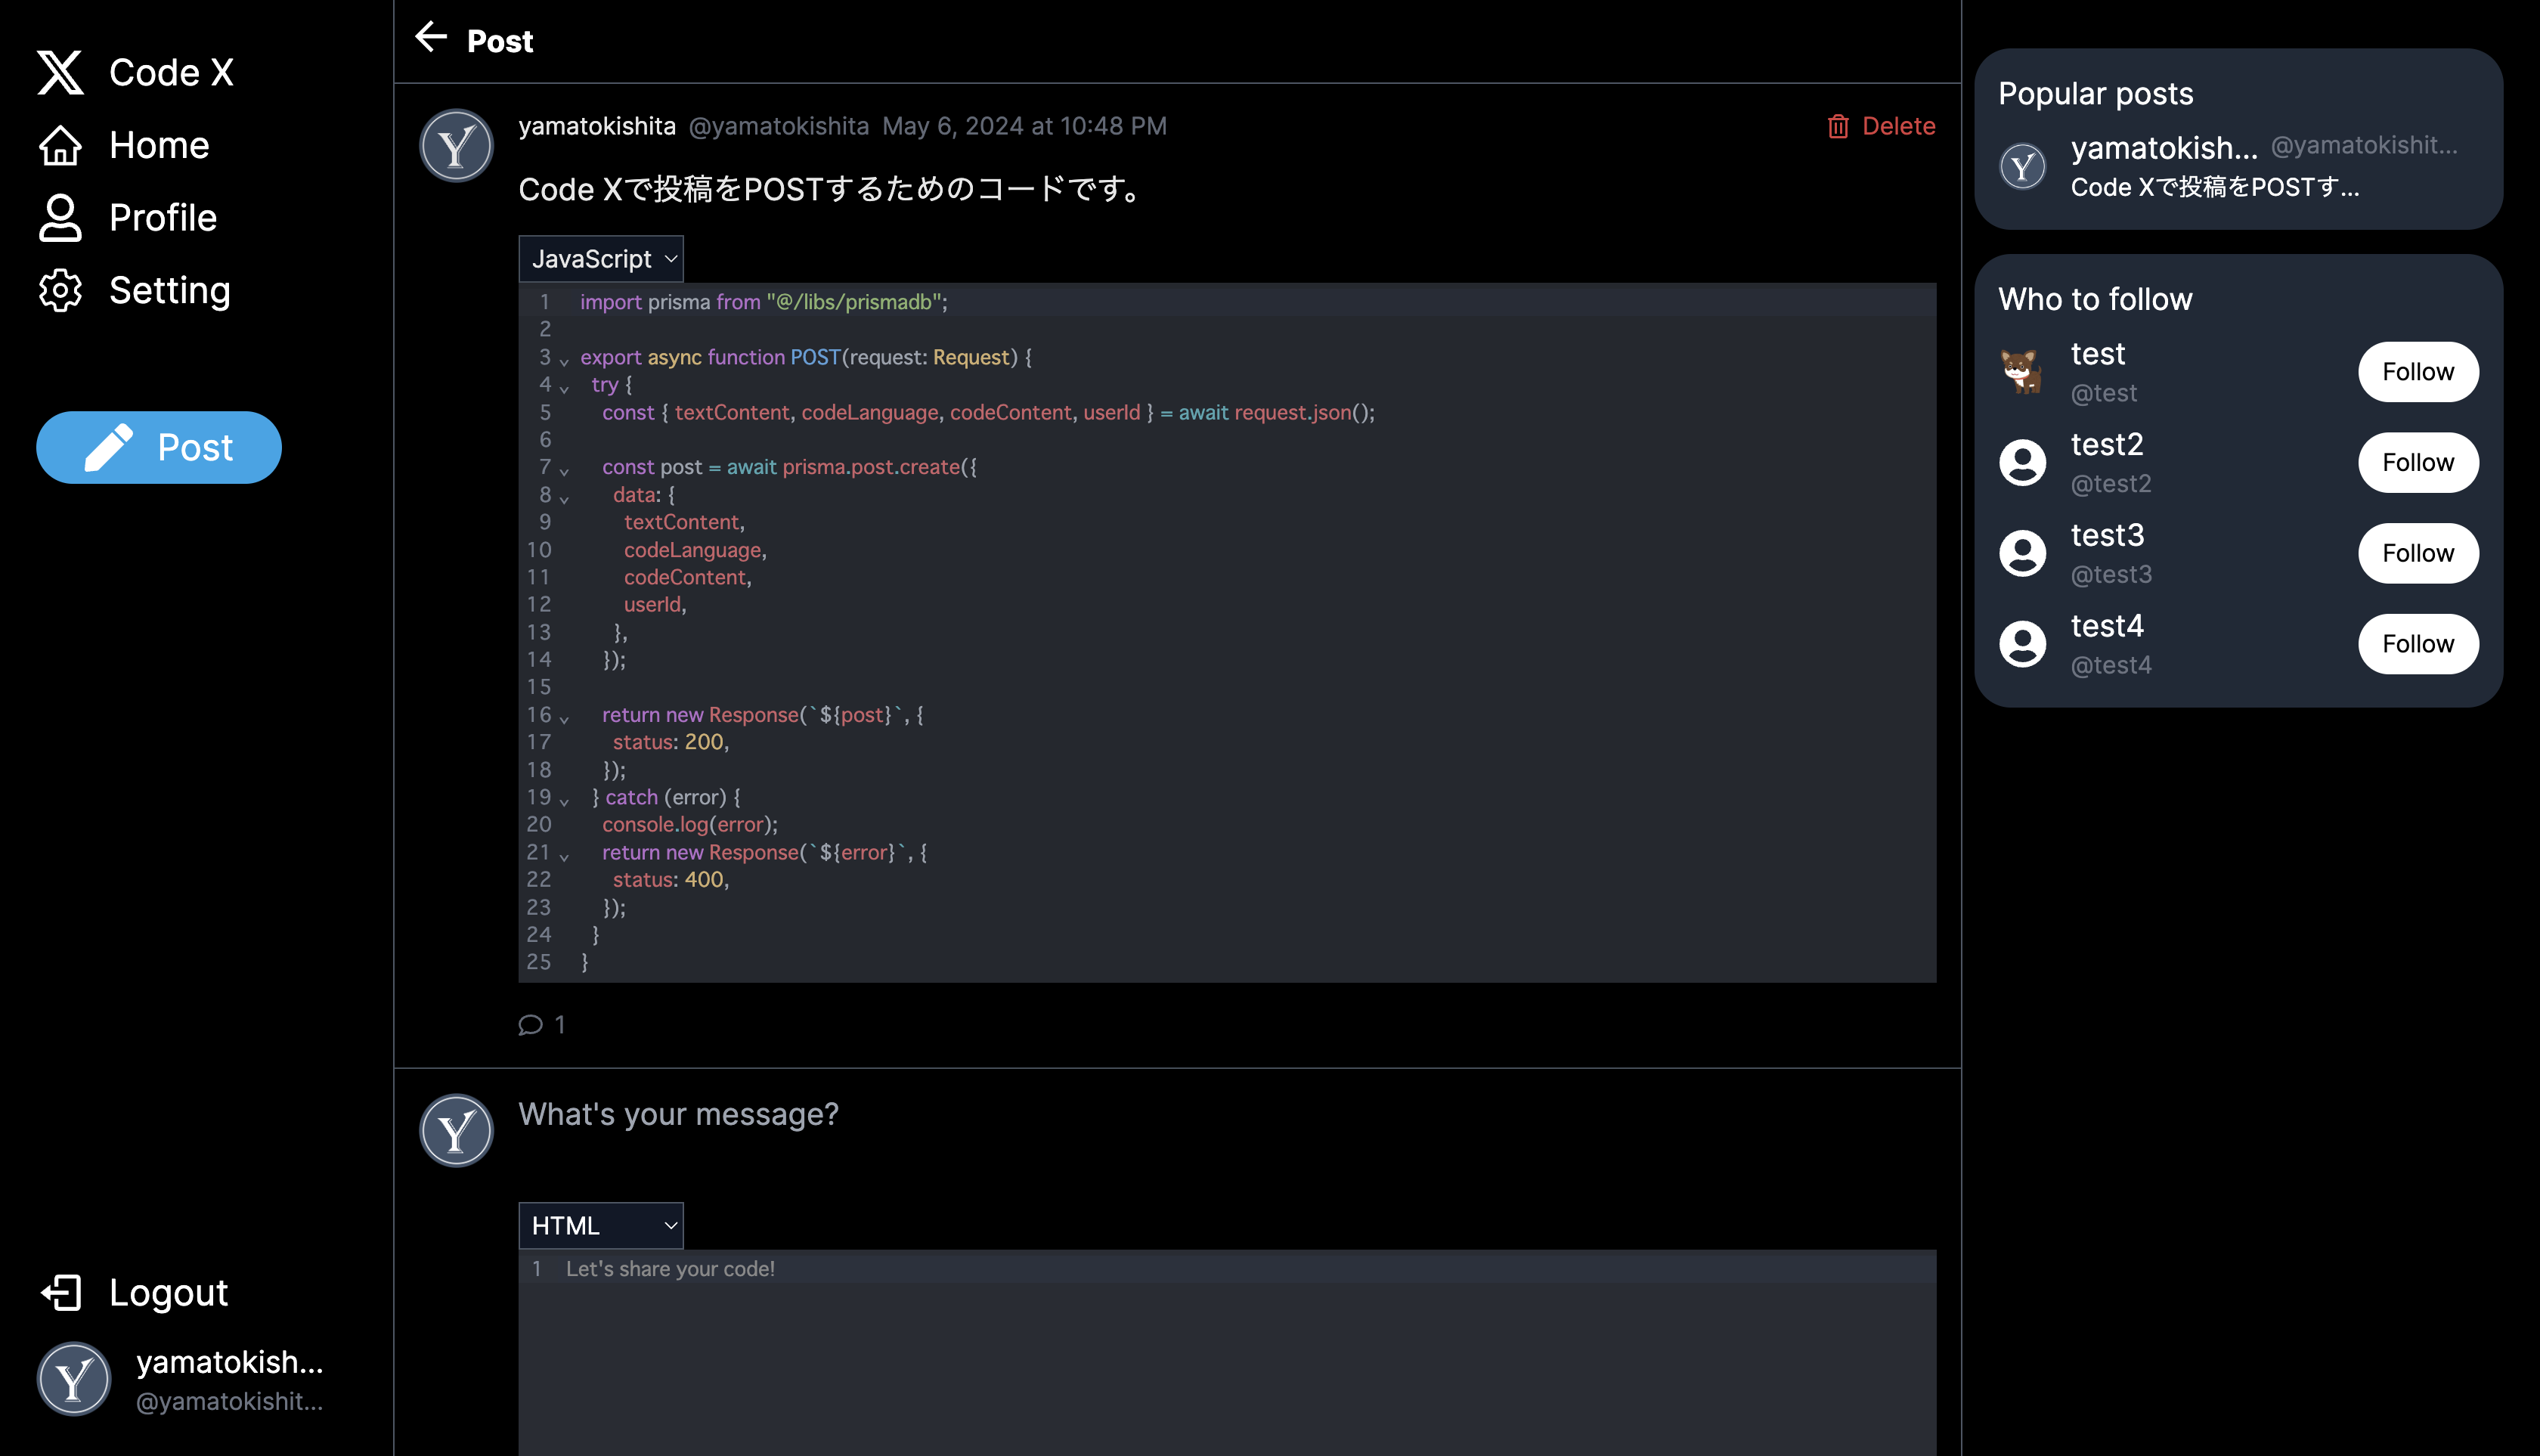 Code X
Home
Profile
Setting
Post
Logout
yamatokish...
@yamatokishit...
Post
yamatokishita @yamatokishita May 6, 2024 at 10:48 PM
Delete
Code Xで投稿をPOSTするためのコードです。
JavaScript
1 import prisma from "@/libs/prismadb";
2
3 export async function POST(request: Request) {
4 try {
5 const { textContent, codeLanguage, codeContent, userId } = await request.json();
6
7 const post = await prisma.post.create({
8 data: {
9 textContent,
10 codeLanguage,
11 codeContent,
12 userId,
13 },
14 });
15
16 return new Response(`${post}`, {
17 status: 200,
18 });
19 } catch (error) {
20 console.log(error);
21 return new Response(`${error}`, {
22 status: 400,
23 });
24 }
25 }
1
Y
What's your message?
HTML
1 Let's share your code!
Popular posts
yamatokish... @yamatokishit...
Code Xで投稿をPOSTす...
Who to follow
test
@test
Follow
test2
@test2
Follow
test3
@test3
Follow
test4
@test4
Follow